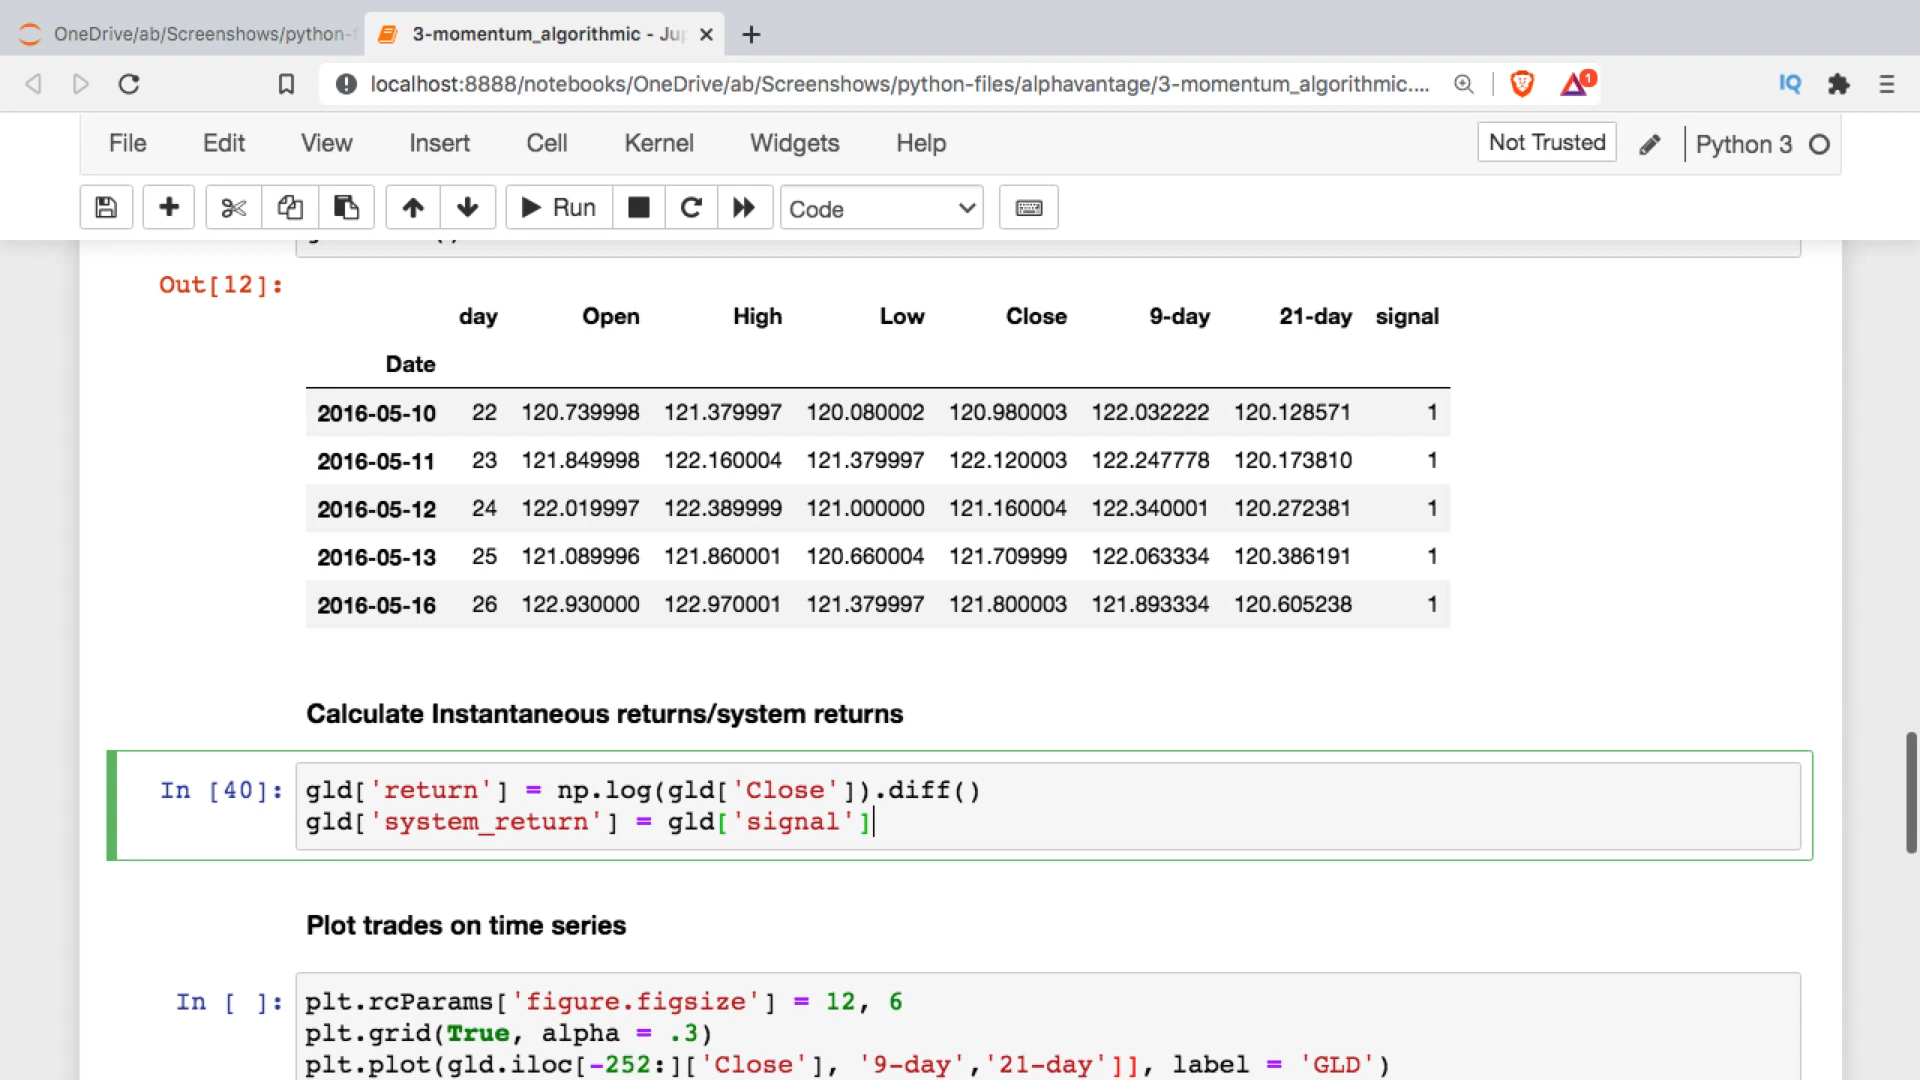 OneDrive/ab/Screenshows/python-f
3-momentum_algorithmic - Jup
localhost:8888/notebooks/OneDrive/ab/Screenshows/python-files/alphavantage/3-momentum_algorithmic....
1
IQ
File Edit View Insert Cell Kernel Widgets Help
Not Trusted
Python 3
Run
Code
Out[12]:
day Open High Low Close 9-day 21-day signal
Date
2016-05-10 22 120.739998 121.379997 120.080002 120.980003 122.032222 120.128571 1
2016-05-11 23 121.849998 122.160004 121.379997 122.120003 122.247778 120.173810 1
2016-05-12 24 122.019997 122.389999 121.000000 121.160004 122.340001 120.272381 1
2016-05-13 25 121.089996 121.860001 120.660004 121.709999 122.063334 120.386191 1
2016-05-16 26 122.930000 122.970001 121.379997 121.800003 121.893334 120.605238 1
Calculate Instantaneous returns/system returns
In [40]: gld['return'] = np.log(gld['Close']).diff()
gld['system_return'] = gld['signal']
Plot trades on time series
In [ ]: plt.rcParams['figure.figsize'] = 12, 6
plt.grid(True, alpha = .3)
plt.plot(gld.iloc[-252:]['Close'], '9-day','21-day']], label = 'GLD')